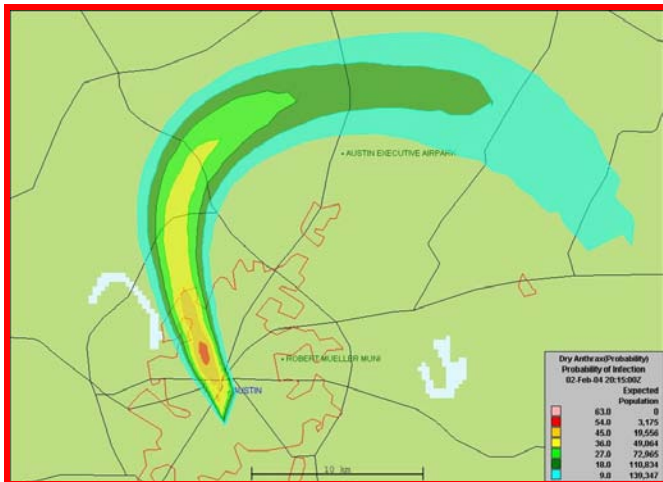 AUSTIN EXECUTIVE AIRPARK
ROBERT MUELLER MUNI
AUSTIN
10 km
Dry Anthrax(Probability)
Probability of Infection
02-Feb-04 20:15:00Z
Expected
Population
63.0 0
54.0 3,175
45.0 19,556
36.0 49,064
27.0 72,965
18.0 110,834
9.0 139,347